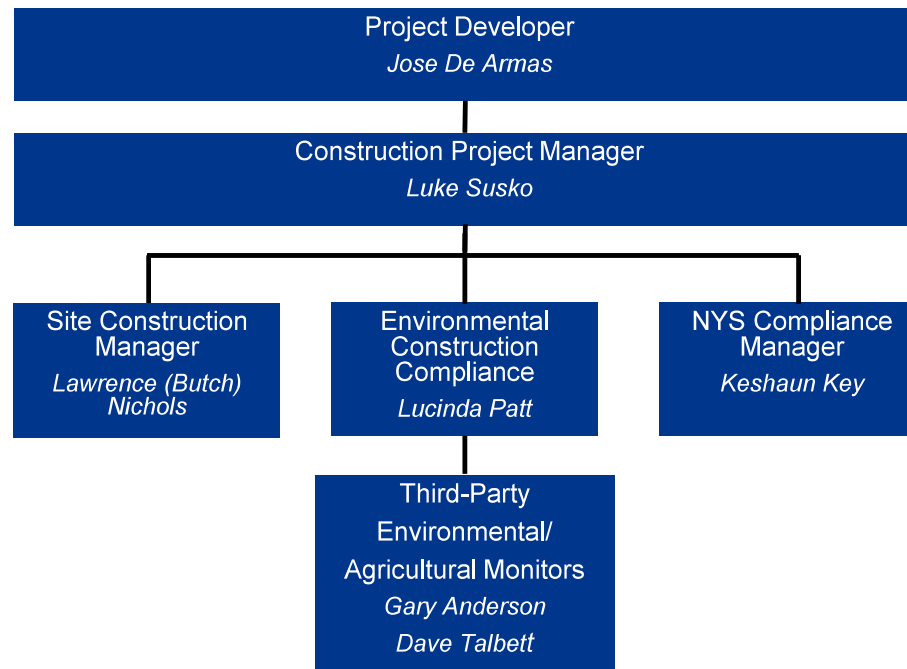 Project Developer
Jose De Armas
Construction Project Manager
Luke Susko
Site Construction
Manager
Lawrence (Butch)
Nichols
Environmental
Construction
Compliance
Lucinda Patt
NYS Compliance
Manager
Keshaun Key
Third-Party
Environmental/
Agricultural Monitors
Gary Anderson
Dave Talbett